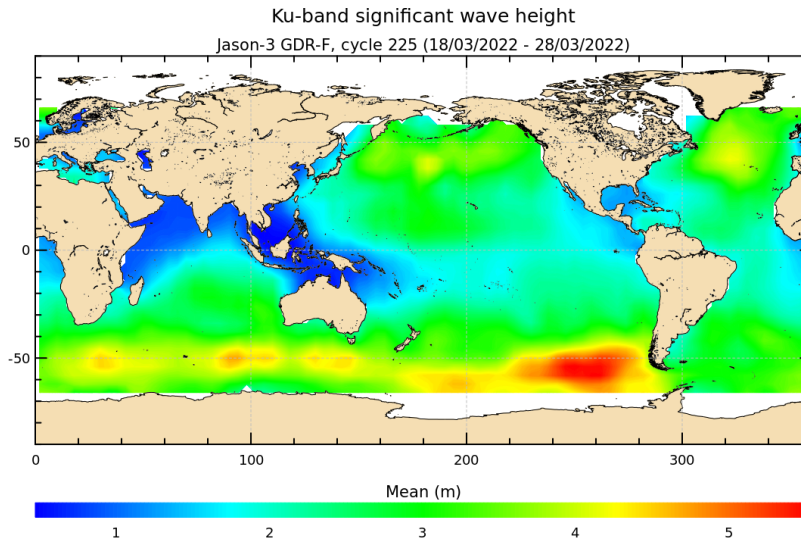 Ku-band significant wave height
Jason-3 GDR-F, cycle 225 (18/03/2022 - 28/03/2022)
50
0
-50
0 100 200 300
Mean (m)
1 2 3 4 5